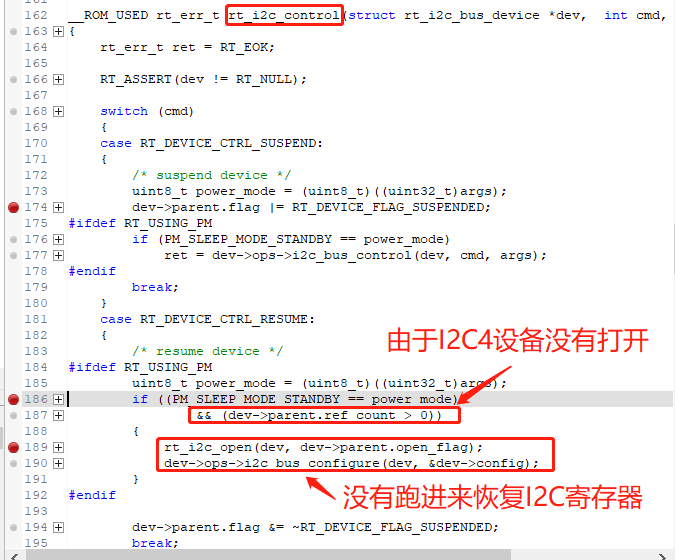 161
162 __ROM_USED rt_err_t rt_i2c_control(struct rt_i2c_bus_device *dev,  int cmd,
163 {
164     rt_err_t ret = RT_EOK;
165
166     RT_ASSERT(dev != RT_NULL);
167
168     switch (cmd)
169     {
170     case RT_DEVICE_CTRL_SUSPEND:
171     {
172         /* suspend device */
173         uint8_t power_mode = (uint8_t)((uint32_t)args);
174         dev->parent.flag |= RT_DEVICE_FLAG_SUSPENDED;
175 #ifdef RT_USING_PM
176         if (PM_SLEEP_MODE_STANDBY == power_mode)
177             ret = dev->ops->i2c_bus_control(dev, cmd, args);
178 #endif
179         break;
180     }
181     case RT_DEVICE_CTRL_RESUME:
182     {
由于I2C4设备没有打开
183         /* resume device */
184 #ifdef RT_USING_PM
185         uint8_t power_mode = (uint8_t)((uint32_t)args);
186         if ((PM_SLEEP_MODE_STANDBY == power_mode)
187             && (dev->parent.ref_count > 0))
188         {
189             rt_i2c_open(dev, dev->parent.open_flag);
190             dev->ops->i2c_bus_configure(dev, &dev->config);
191         }
没有跑进来恢复I2C寄存器
192 #endif
193
194         dev->parent.flag &= ~RT_DEVICE_FLAG_SUSPENDED;
195         break;